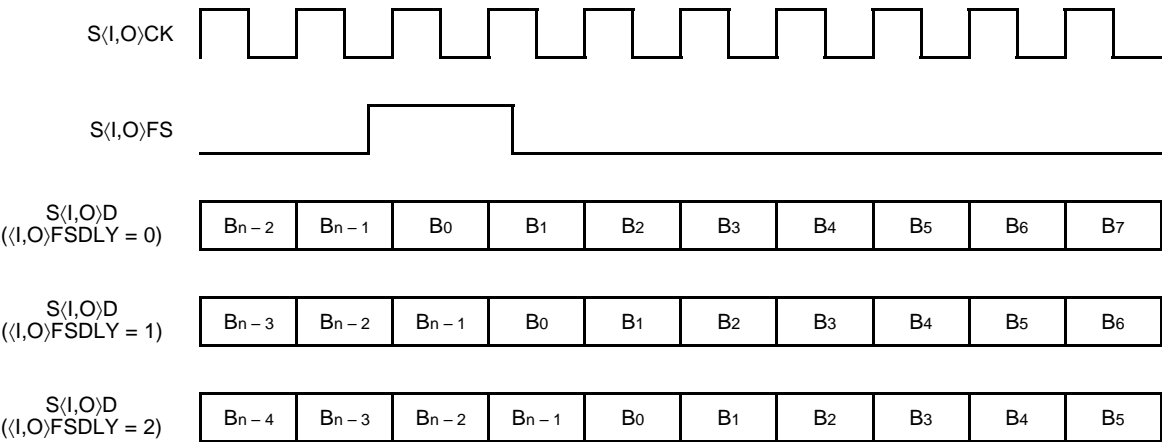 S⟨I,O⟩CK
S⟨I,O⟩FS
S⟨I,O⟩D
(⟨I,O⟩FSDLY = 0)
Bn – 2 Bn – 1 B0 B1 B2 B3 B4 B5 B6 B7
S⟨I,O⟩D
(⟨I,O⟩FSDLY = 1)
Bn – 3 Bn – 2 Bn – 1 B0 B1 B2 B3 B4 B5 B6
S⟨I,O⟩D
(⟨I,O⟩FSDLY = 2)
Bn – 4 Bn – 3 Bn – 2 Bn – 1 B0 B1 B2 B3 B4 B5